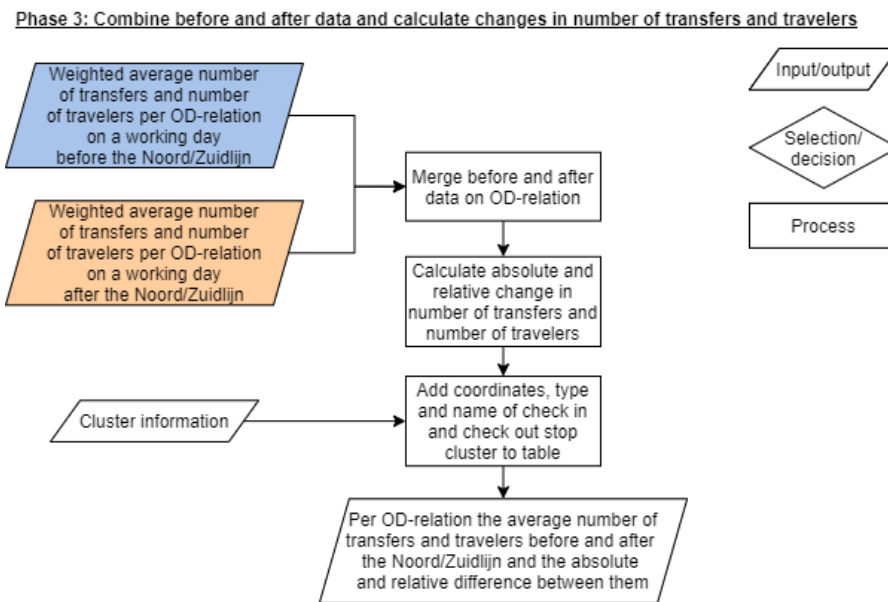 Phase 3: Combine before and after data and calculate changes in number of transfers and travelers
Weighted average number
of transfers and number
of travelers per OD-relation
on a working day
before the Noord/Zuidlijn
Weighted average number
of transfers and number
of travelers per OD-relation
on a working day
after the Noord/Zuidlijn
Merge before and after
data on OD-relation
Calculate absolute and
relative change in
number of transfers and
number of travelers
Cluster information
Add coordinates, type
and name of check in
and check out stop
cluster to table
Per OD-relation the average number of
transfers and travelers before and after
the Noord/Zuidlijn and the absolute
and relative difference between them
Input/output
Selection/
decision
Process